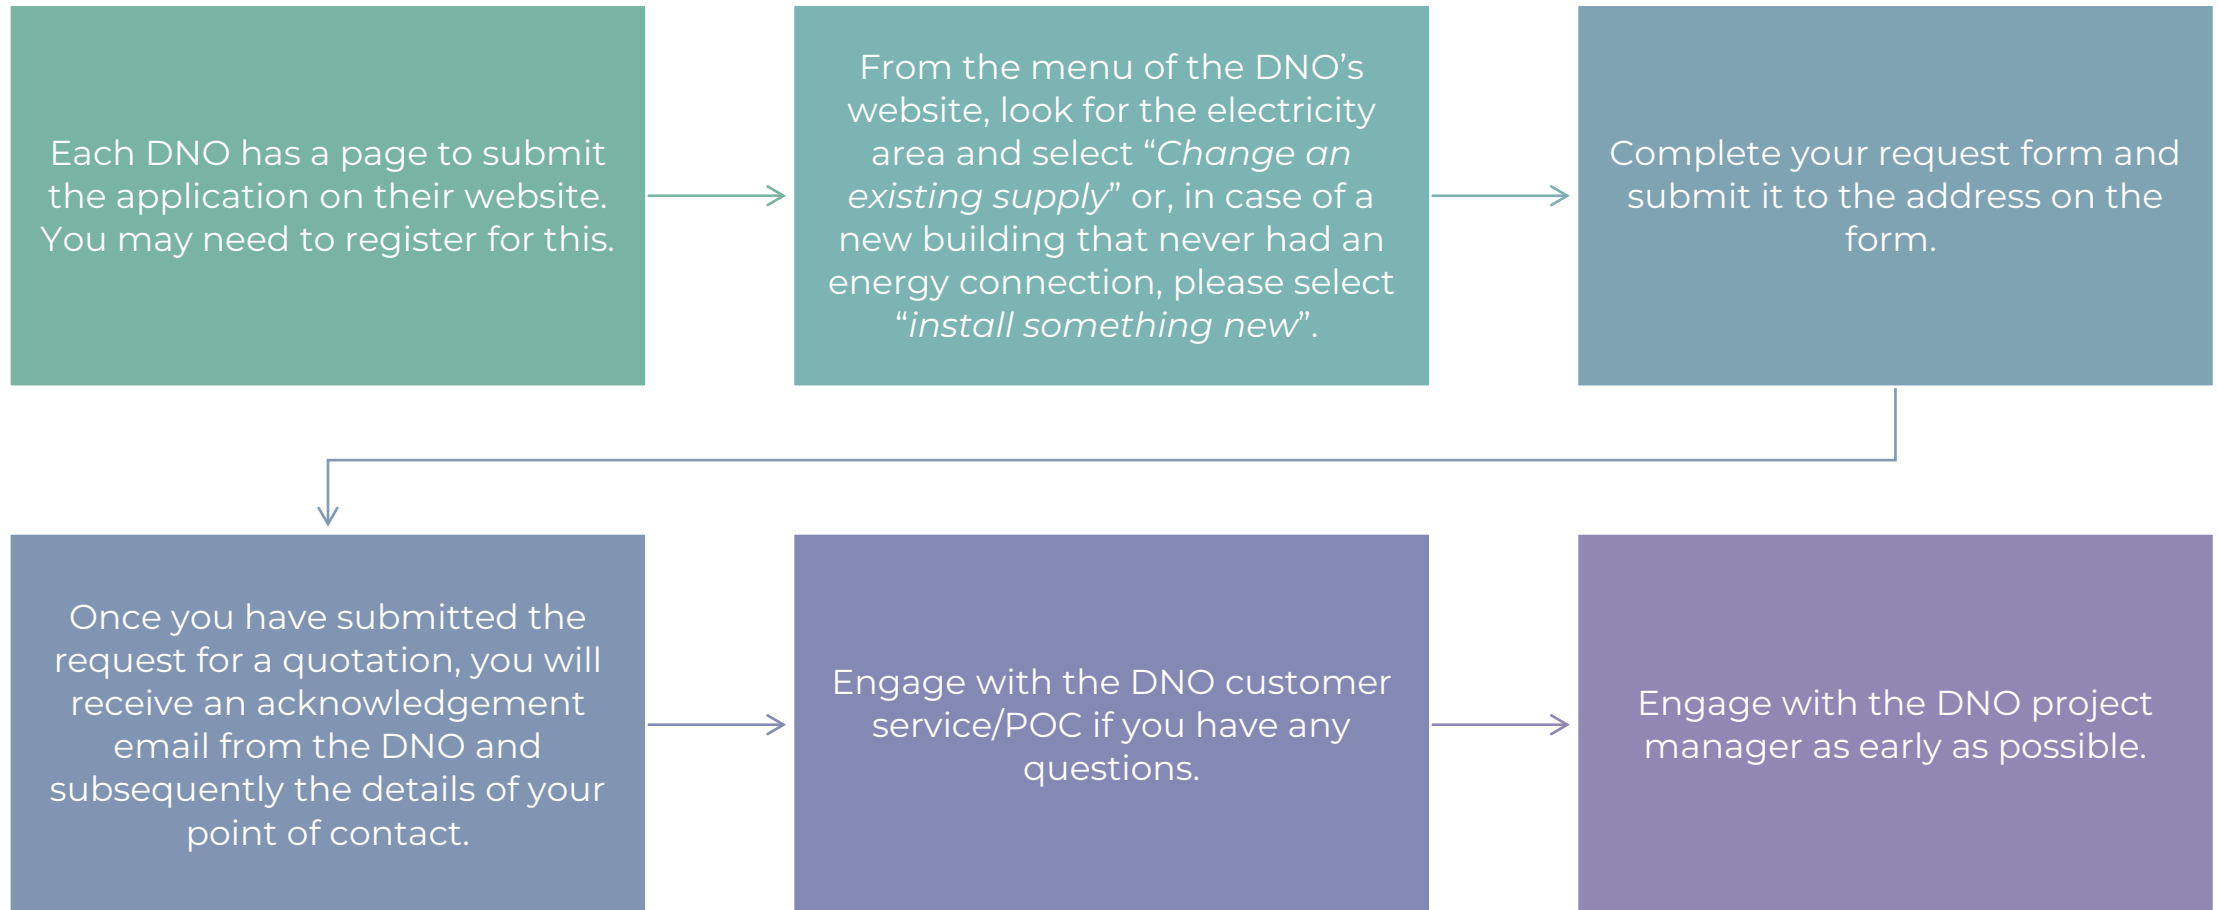 Each DNO has a page to submit
the application on their website.
You may need to register for this.
From the menu of the DNO’s
website, look for the electricity
area and select “Change an
existing supply” or, in case of a
new building that never had an
energy connection, please select
“install something new”.
Complete your request form and
submit it to the address on the
form.
Once you have submitted the
request for a quotation, you will
receive an acknowledgement
email from the DNO and
subsequently the details of your
point of contact.
Engage with the DNO customer
service/POC if you have any
questions.
Engage with the DNO project
manager as early as possible.